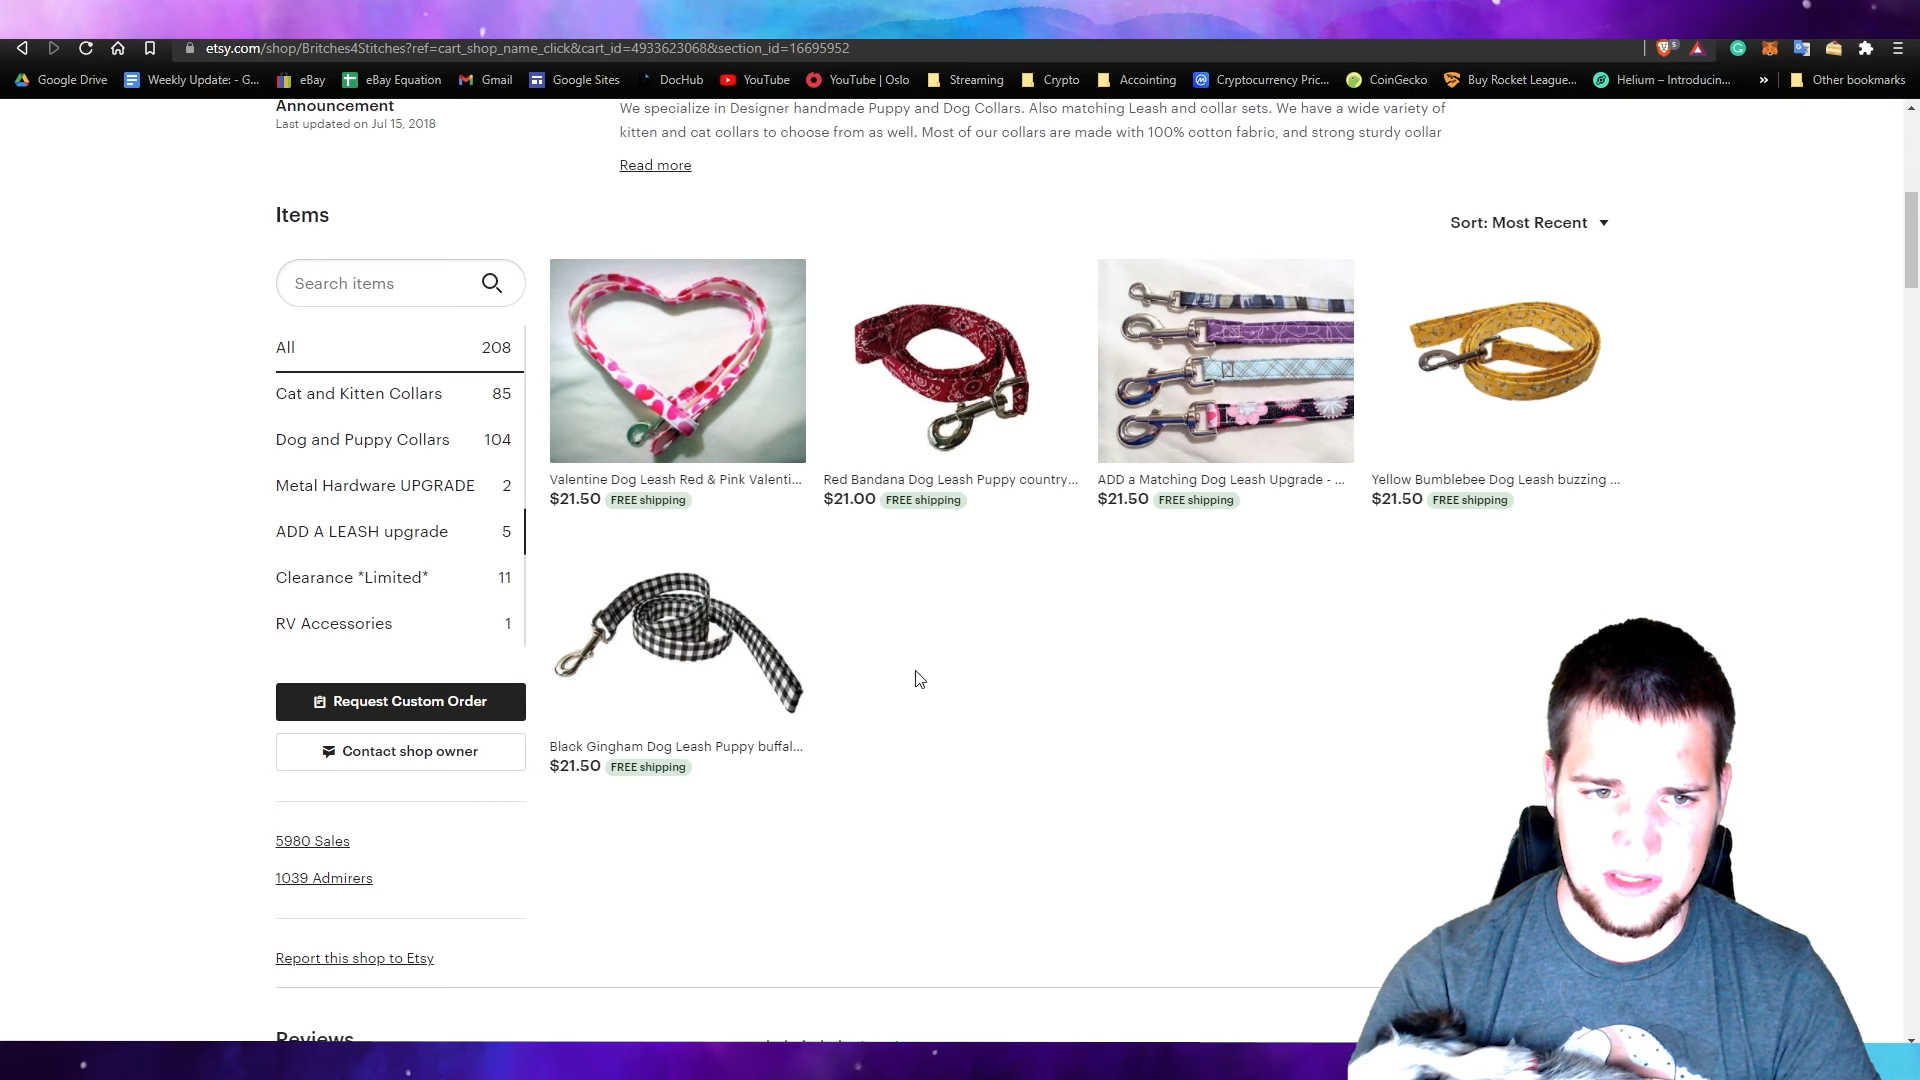 etsy.com/shop/Britches4Stitches?ref=cart_shop_name_click&cart_id=49336230688&section_id=16695952
5
Google Drive Weekly Update: - G... eBay eBay Equation Gmail Google Sites DocHub YouTube YouTube | Oslo Streaming Crypto Accointing Cryptocurrency Pric... CoinGecko Buy Rocket League... Helium – Introducin... » Other bookmarks
Announcement
Last updated on Jul 15, 2018
We specialize in Designer handmade Puppy and Dog Collars. Also matching Leash and collar sets. We have a wide variety of
kitten and cat collars to choose from as well. Most of our collars are made with 100% cotton fabric, and strong sturdy collar
Read more
Items
Sort: Most Recent
Search items
All 208
Cat and Kitten Collars 85
Dog and Puppy Collars 104
Metal Hardware UPGRADE 2
ADD A LEASH upgrade 5
Clearance *Limited* 11
RV Accessories 1
Request Custom Order
Contact shop owner
5980 Sales
1039 Admirers
Report this shop to Etsy
Valentine Dog Leash Red & Pink Valenti...
$21.50 FREE shipping
Red Bandana Dog Leash Puppy country...
$21.00 FREE shipping
ADD a Matching Dog Leash Upgrade - ...
$21.50 FREE shipping
Yellow Bumblebee Dog Leash buzzing ...
$21.50 FREE shipping
Black Gingham Dog Leash Puppy buffal...
$21.50 FREE shipping
Reviews